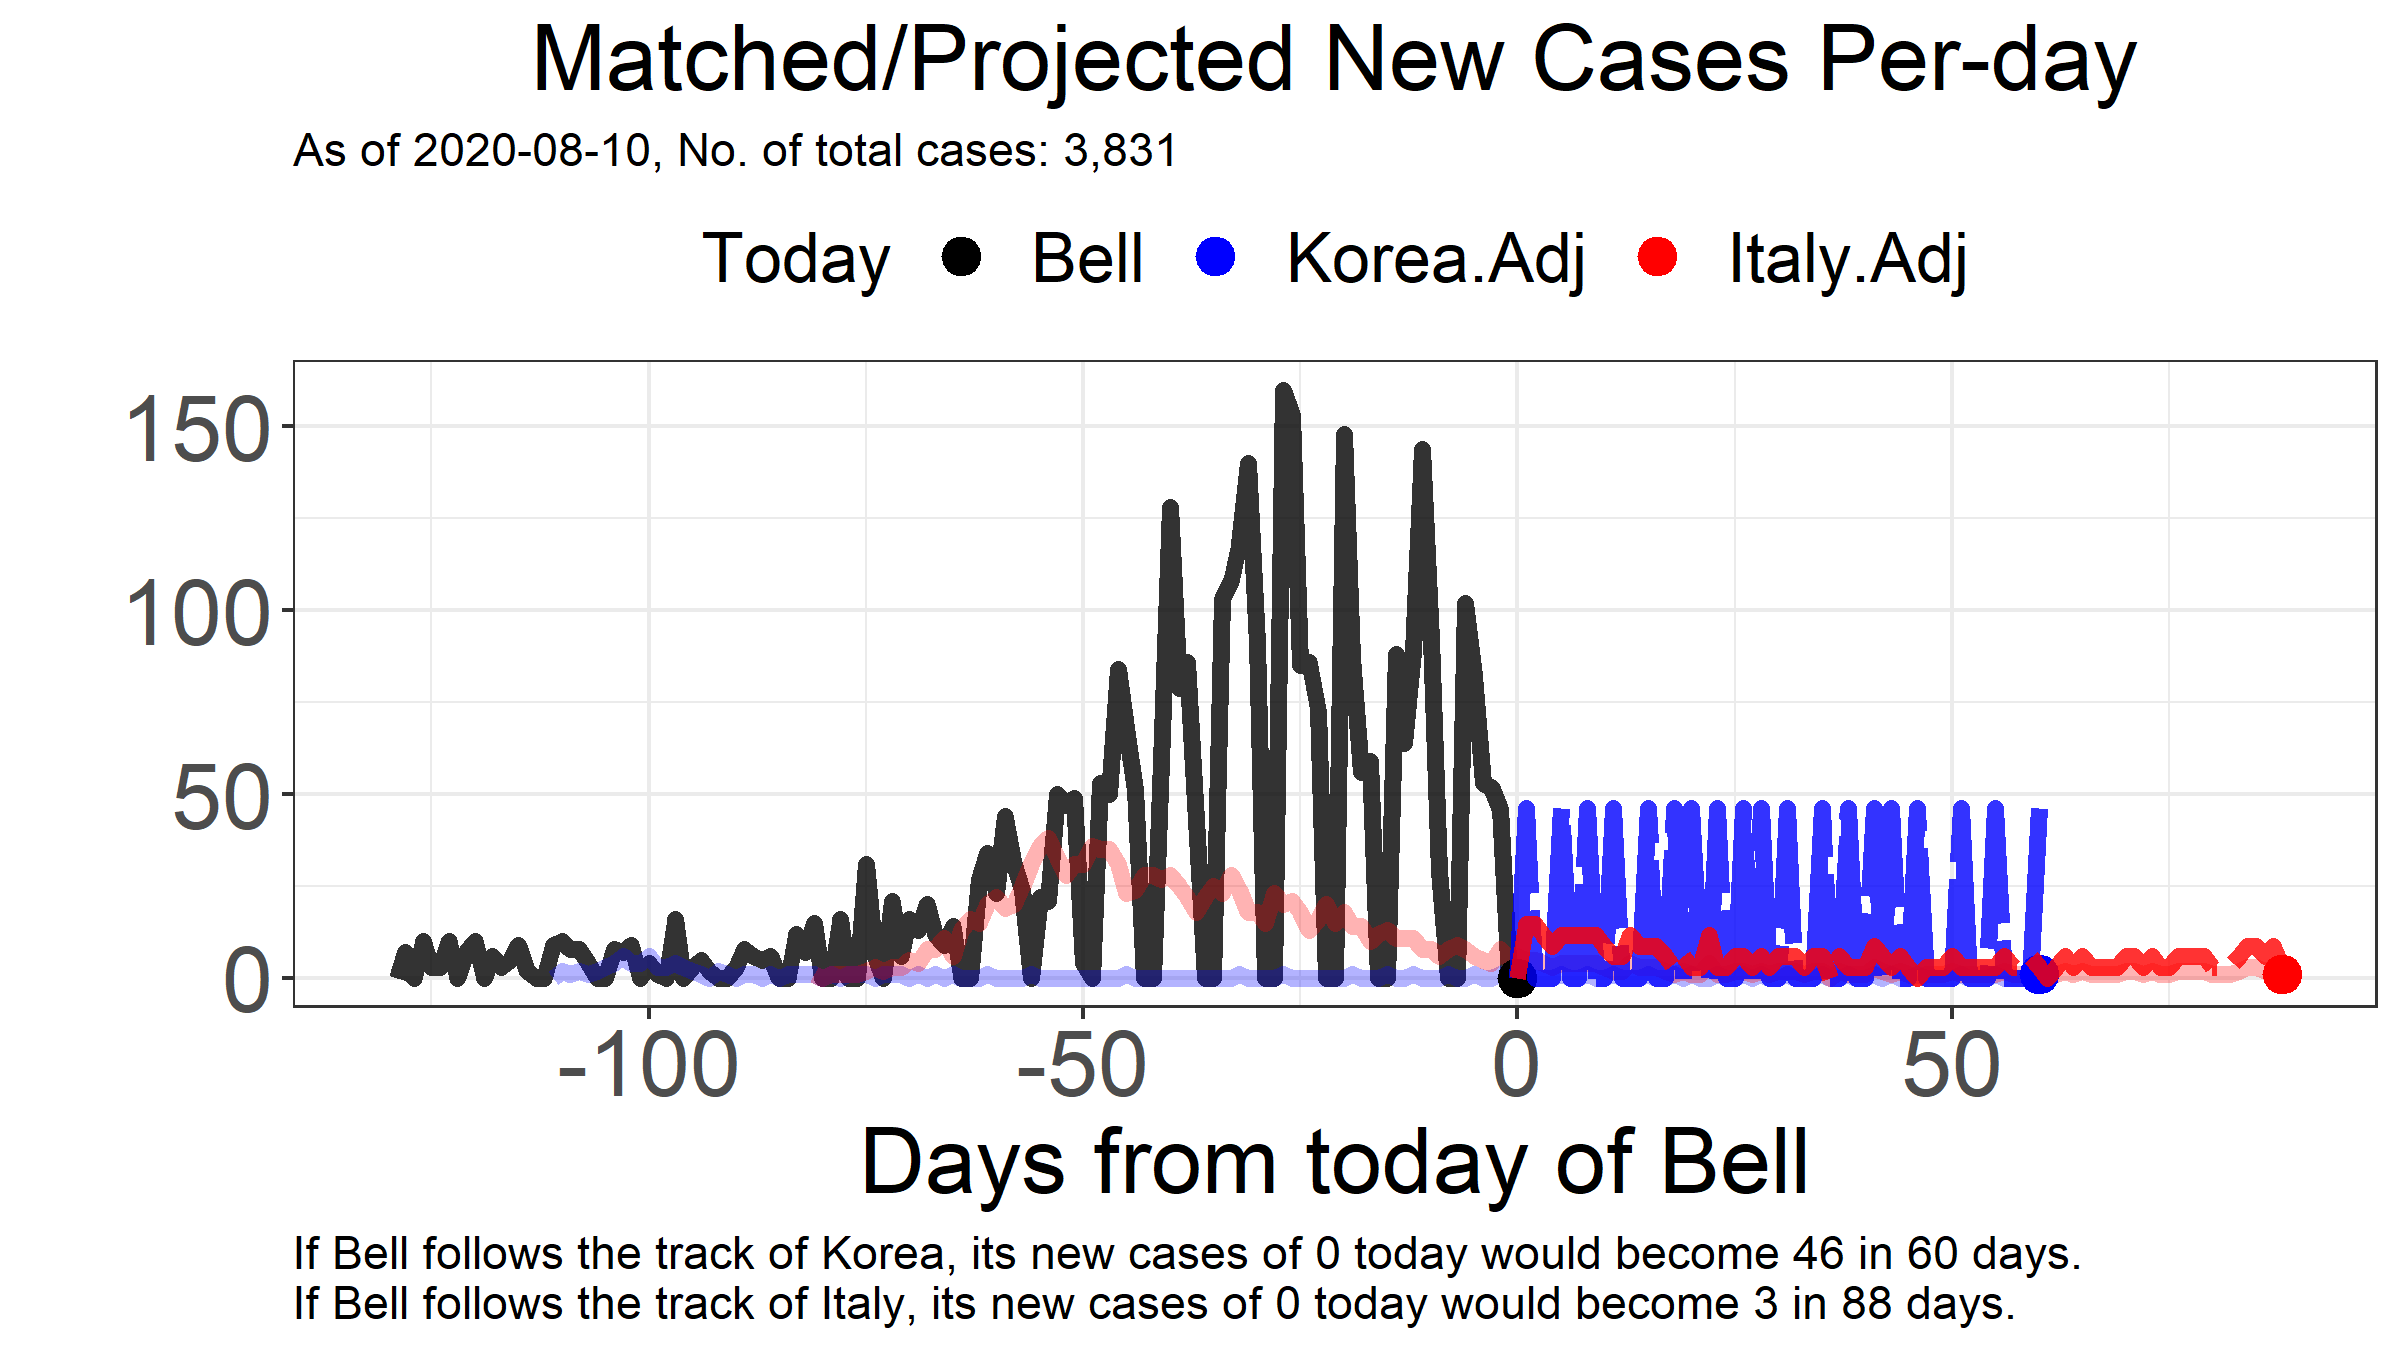 Matched/Projected New Cases Per-day
As of 2020-08-10, No. of total cases: 3,831
Today Bell Korea.Adj Italy.Adj
150
100
50
0
-100 -50 0 50
Days from today of Bell
If Bell follows the track of Korea, its new cases of 0 today would become 46 in 60 days.
If Bell follows the track of Italy, its new cases of 0 today would become 3 in 88 days.